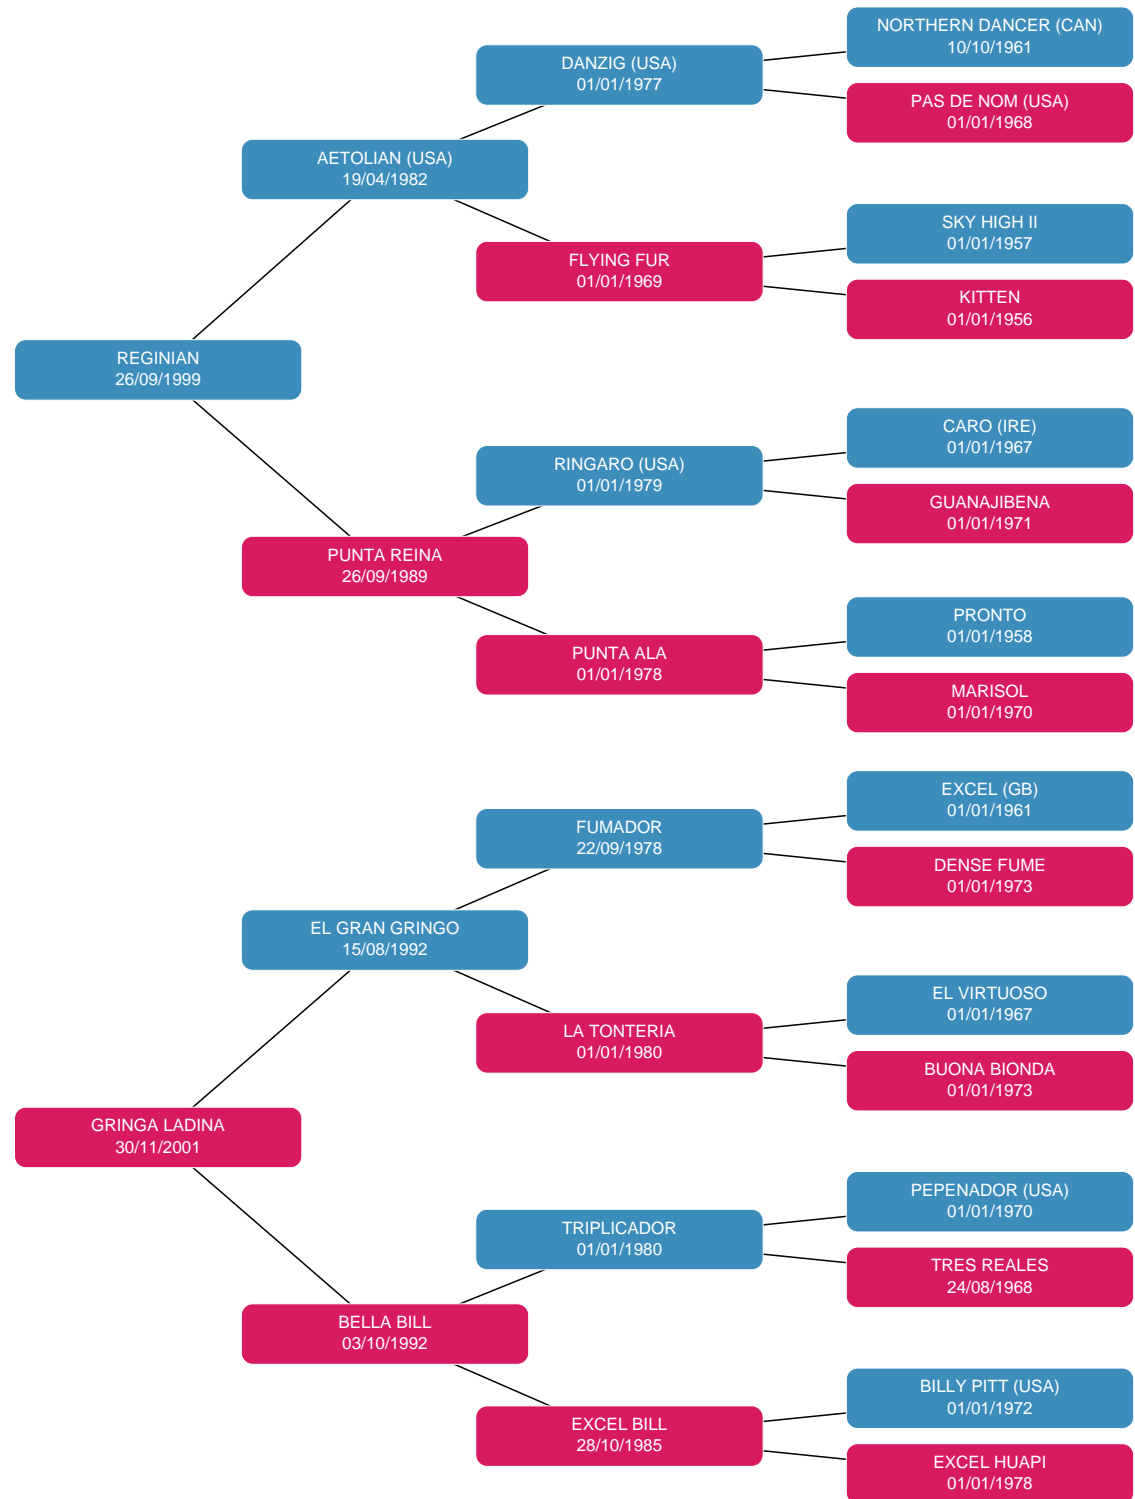 NORTHERN DANCER (CAN)
10/10/1961
DANZIG (USA)
01/01/1977
PAS DE NOM (USA)
01/01/1968
AETOLIAN (USA)
19/04/1982
SKY HIGH II
01/01/1957
FLYING FUR
01/01/1969
KITTEN
01/01/1956
REGINIAN
26/09/1999
CARO (IRE)
01/01/1967
RINGARO (USA)
01/01/1979
GUANAJIBENA
01/01/1971
PUNTA REINA
26/09/1989
PRONTO
01/01/1958
PUNTA ALA
01/01/1978
MARISOL
01/01/1970
EXCEL (GB)
01/01/1961
FUMADOR
22/09/1978
DENSE FUME
01/01/1973
EL GRAN GRINGO
15/08/1992
EL VIRTUOSO
01/01/1967
LA TONTERIA
01/01/1980
BUONA BIONDA
01/01/1973
GRINGA LADINA
30/11/2001
PEPENADOR (USA)
01/01/1970
TRIPLICADOR
01/01/1980
TRES REALES
24/08/1968
BELLA BILL
03/10/1992
BILLY PITT (USA)
01/01/1972
EXCEL BILL
28/10/1985
EXCEL HUAPI
01/01/1978